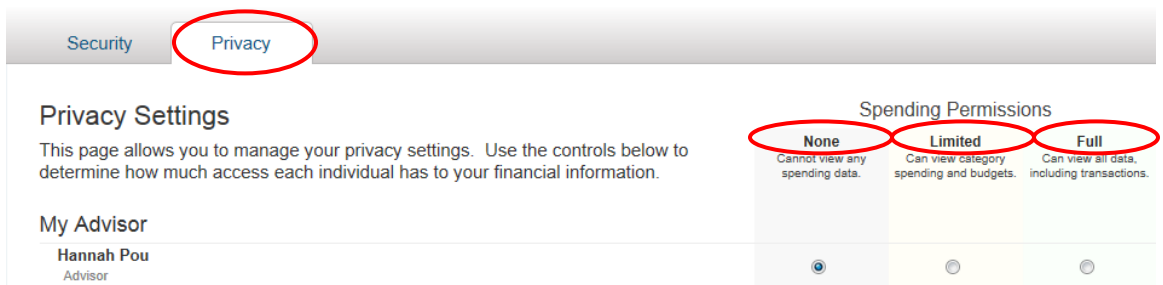 Security Privacy
Privacy Settings
This page allows you to manage your privacy settings. Use the controls below to
determine how much access each individual has to your financial information.
Spending Permissions
None Limited Full
Cannot view any Can view category Can view all data,
spending data. spending and budgets. including transactions.
My Advisor
Hannah Pou
Advisor